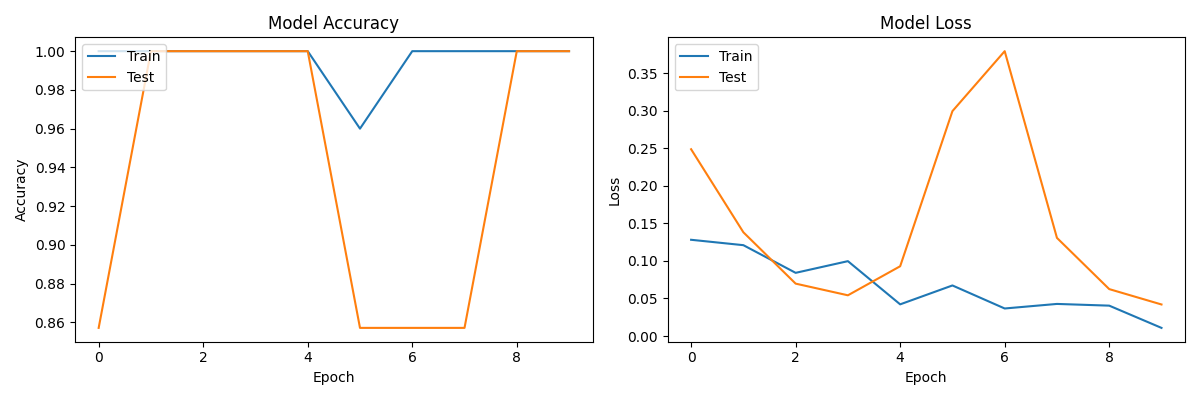 Model Accuracy
Train
Test
1.00
0.98
0.96
0.94
0.92
0.90
0.88
0.86
Accuracy
0 2 4 6 8
Epoch
Model Loss
Train
Test
0.35
0.30
0.25
0.20
0.15
0.10
0.05
0.00
Loss
0 2 4 6 8
Epoch